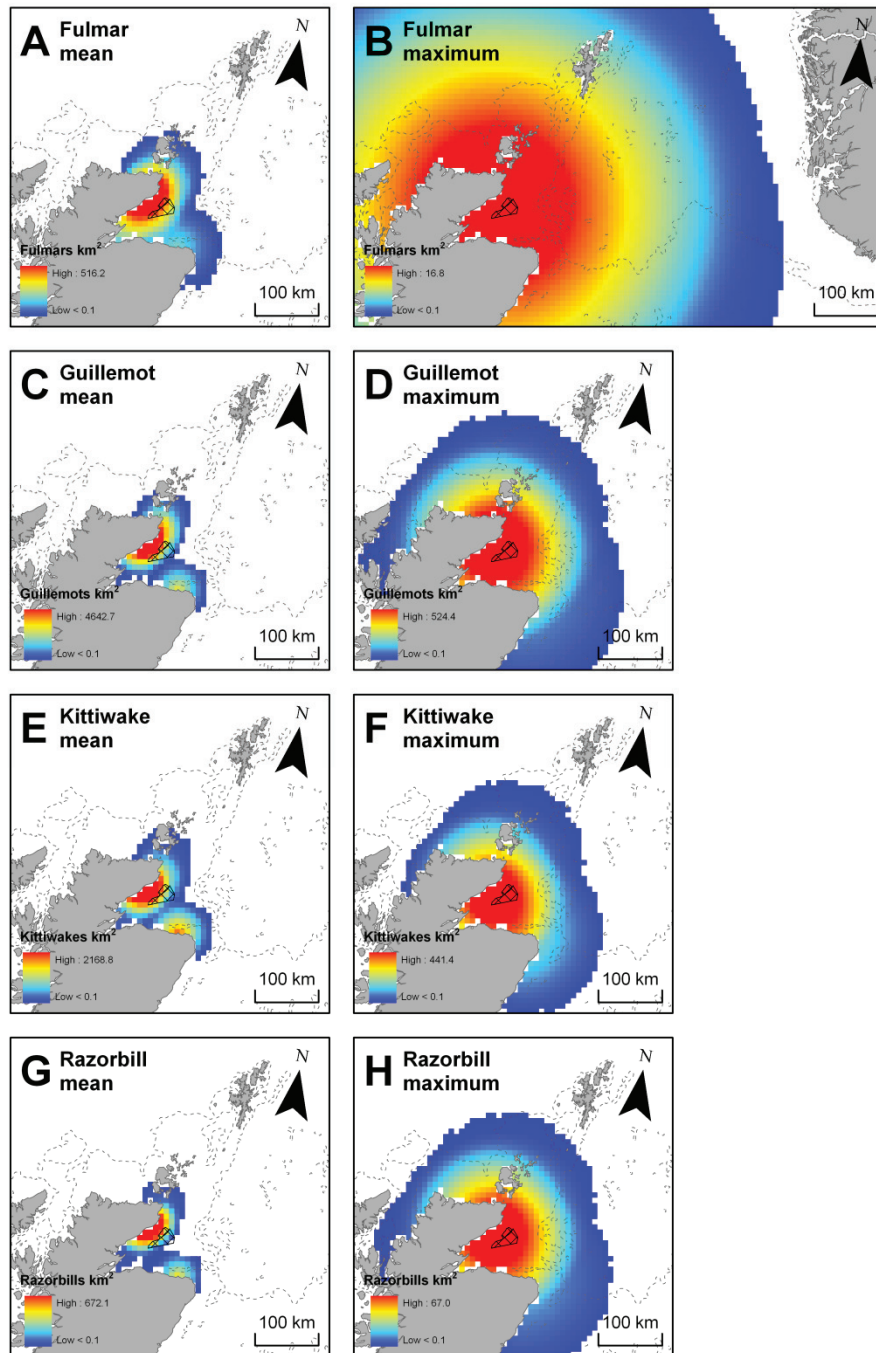 A Fulmar
mean
N
Fulmars km²
High : 516.2
Low < 0.1
100 km
B Fulmar
maximum
N
Fulmars km²
High : 16.8
Low < 0.1
100 km
C Guillemot
mean
N
Guillemots km²
High : 4642.7
Low < 0.1
100 km
D Guillemot
maximum
N
Guillemots km²
High : 524.4
Low < 0.1
100 km
E Kittiwake
mean
N
Kittiwakes km²
High : 2168.8
Low < 0.1
100 km
F Kittiwake
maximum
N
Kittiwakes km²
High : 441.4
Low < 0.1
100 km
G Razorbill
mean
N
Razorbills km²
High : 672.1
Low < 0.1
100 km
H Razorbill
maximum
N
Razorbills km²
High : 67.0
Low < 0.1
100 km